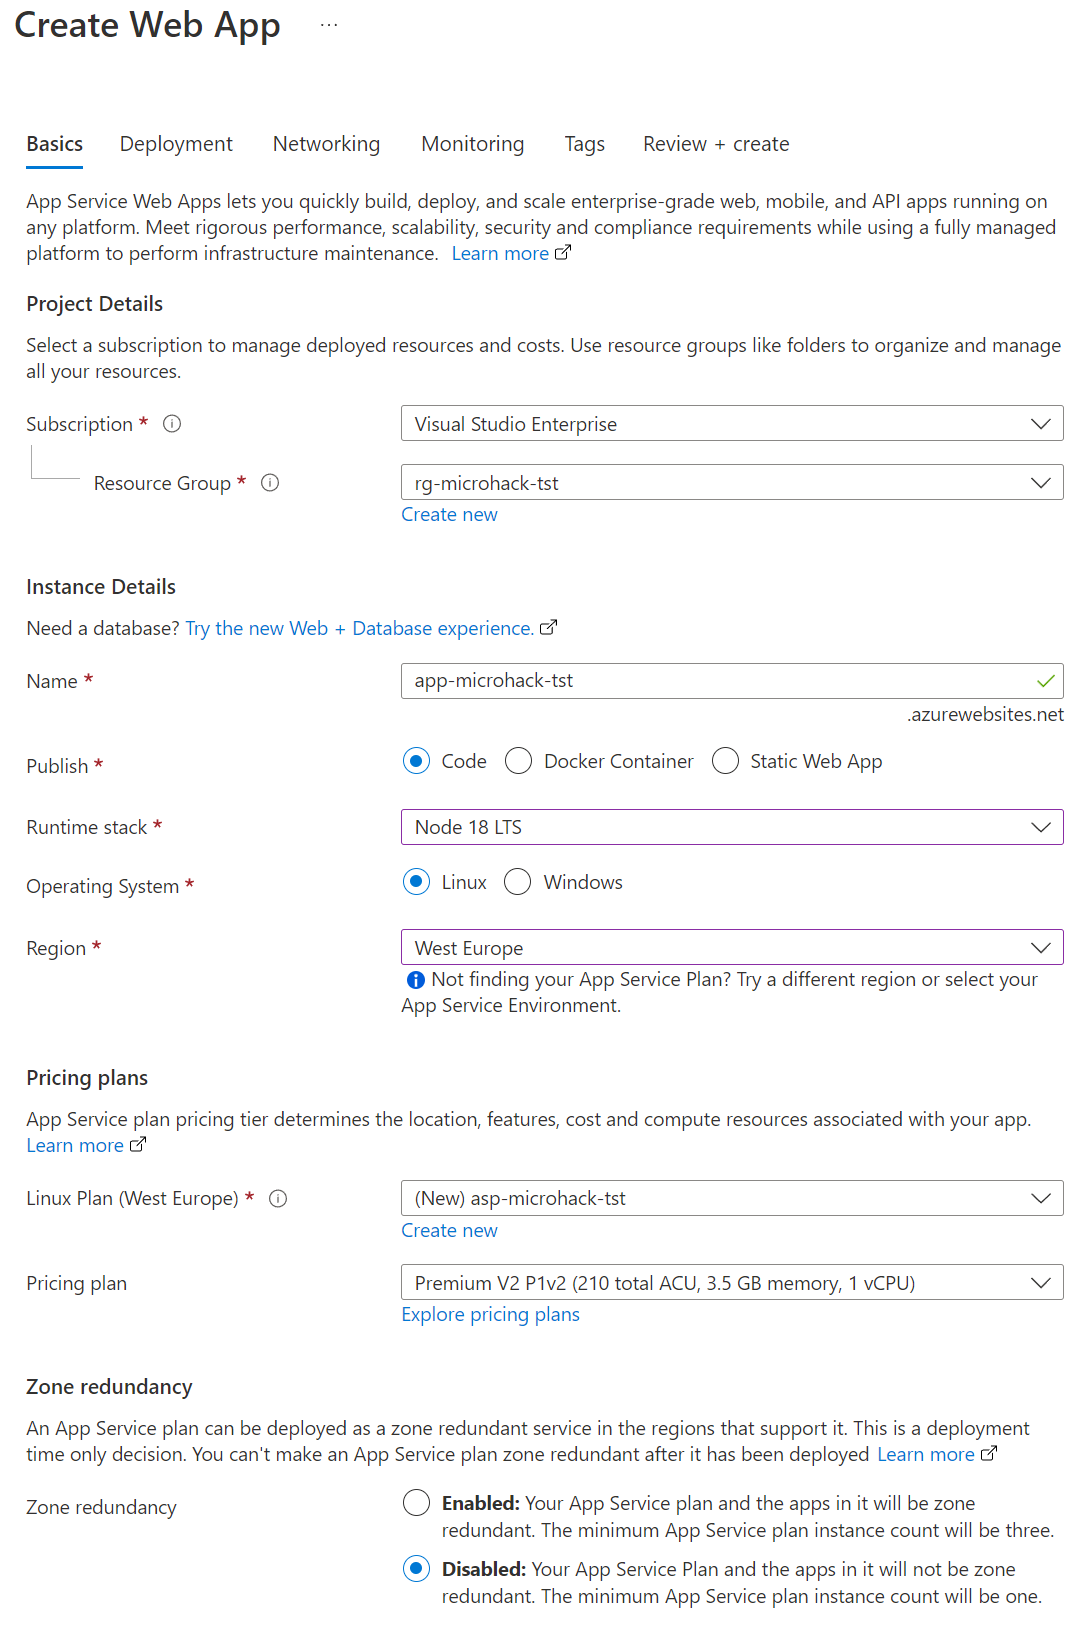 Create Web App ...
Basics Deployment Networking Monitoring Tags Review + create
App Service Web Apps lets you quickly build, deploy, and scale enterprise-grade web, mobile, and API apps running on
any platform. Meet rigorous performance, scalability, security and compliance requirements while using a fully managed
platform to perform infrastructure maintenance. Learn more
Project Details
Select a subscription to manage deployed resources and costs. Use resource groups like folders to organize and manage
all your resources.
Subscription * Visual Studio Enterprise
Resource Group * rg-microhack-tst
Create new
Instance Details
Need a database? Try the new Web + Database experience.
Name * app-microhack-tst
.azurewebsites.net
Publish * Code Docker Container Static Web App
Runtime stack * Node 18 LTS
Operating System * Linux Windows
Region * West Europe
Not finding your App Service Plan? Try a different region or select your
App Service Environment.
Pricing plans
App Service plan pricing tier determines the location, features, cost and compute resources associated with your app.
Learn more
Linux Plan (West Europe) * (New) asp-microhack-tst
Create new
Pricing plan Premium V2 P1v2 (210 total ACU, 3.5 GB memory, 1 vCPU)
Explore pricing plans
Zone redundancy
An App Service plan can be deployed as a zone redundant service in the regions that support it. This is a deployment
time only decision. You can't make an App Service plan zone redundant after it has been deployed Learn more
Zone redundancy Enabled: Your App Service plan and the apps in it will be zone
redundant. The minimum App Service plan instance count will be three.
Disabled: Your App Service Plan and the apps in it will not be zone
redundant. The minimum App Service plan instance count will be one.